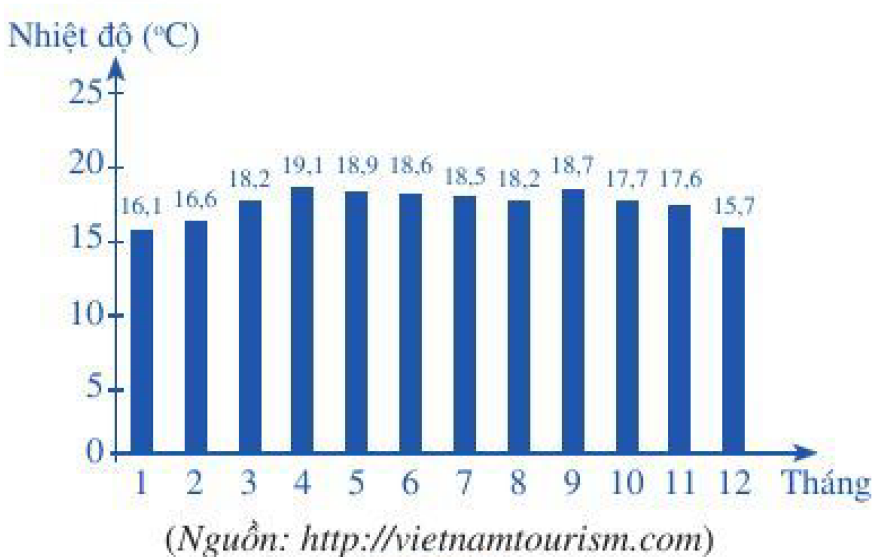 Nhiệt độ (°C)
25
20
15
10
5
0
16,1 16,6 18,2 19,1 18,9 18,6 18,5 18,2 18,7 17,7 17,6 15,7
1 2 3 4 5 6 7 8 9 10 11 12 Tháng
(Nguồn: http://vietnamtourism.com)